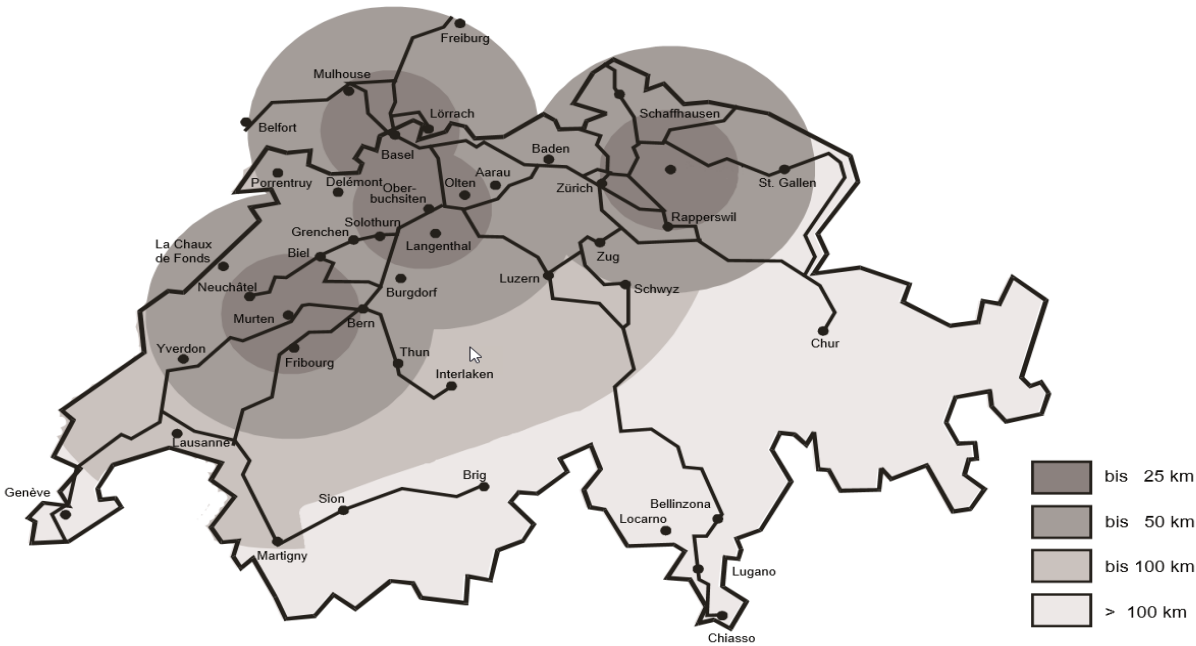 Freiburg
Mulhouse
Schaffhausen
Lörrach
Belfort
Baden
Basel
Aarau
Porrentruy
Delémont
Ober-
buchsiten
Olten
Zürich
St. Gallen
Solothurn
Rapperswil
Grenchen
La Chaux
de Fonds
Langenthal
Biel
Zug
Neuchâtel
Burgdorf
Luzern
Schwyz
Murten
Bern
Chur
Yverdon
Fribourg
Thun
Interlaken
Lausanne
Genève
Brig
Sion
Bellinzona
Locarno
Martigny
Lugano
Chiasso
bis 25 km
bis 50 km
bis 100 km
> 100 km